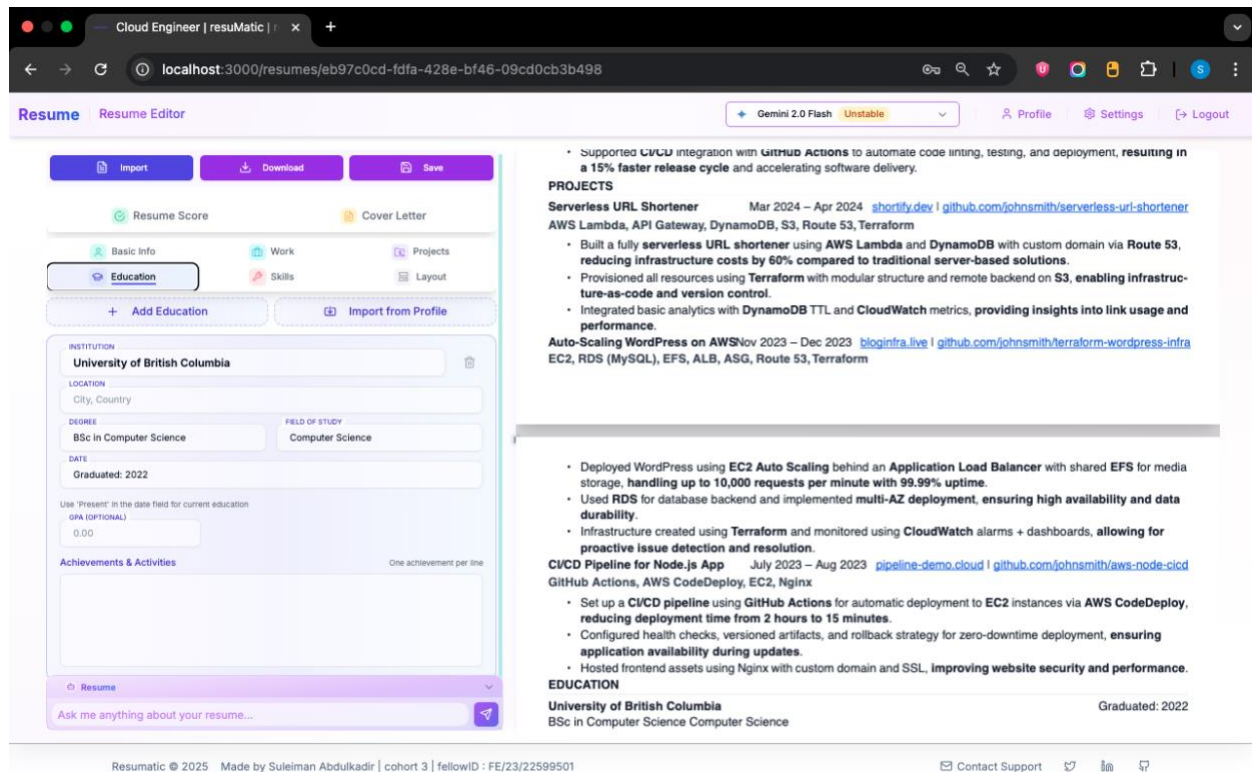 Cloud Engineer | resuMatic |
localhost:3000/resumes/eb97c0cd-fdfa-428e-bf46-09cd0cb3b498
S
Resume Resume Editor
Gemini 2.0 Flash Unstable
Profile Settings Logout
Import Download Save
Resume Score Cover Letter
Basic Info Work Projects
Education Skills Layout
+ Add Education Import from Profile
INSTITUTION
University of British Columbia
LOCATION
City, Country
DEGREE FIELD OF STUDY
BSc in Computer Science Computer Science
DATE
Graduated: 2022
Use 'Present' in the date field for current education
GPA (OPTIONAL)
0.00
Achievements & Activities One achievement per line
Resume
Ask me anything about your resume...
• Supported CI/CD integration with GitHub Actions to automate code linting, testing, and deployment, resulting in
a 15% faster release cycle and accelerating software delivery.
PROJECTS
Serverless URL Shortener Mar 2024 – Apr 2024 shortify.dev | github.com/johnsmith/serverless-url-shortener
AWS Lambda, API Gateway, DynamoDB, S3, Route 53, Terraform
• Built a fully serverless URL shortener using AWS Lambda and DynamoDB with custom domain via Route 53,
reducing infrastructure costs by 60% compared to traditional server-based solutions.
• Provisioned all resources using Terraform with modular structure and remote backend on S3, enabling infrastruc-
ture-as-code and version control.
• Integrated basic analytics with DynamoDB TTL and CloudWatch metrics, providing insights into link usage and
performance.
Auto-Scaling WordPress on AWSNov 2023 – Dec 2023 bloginfra.live | github.com/johnsmith/terraform-wordpress-infra
EC2, RDS (MySQL), EFS, ALB, ASG, Route 53, Terraform
• Deployed WordPress using EC2 Auto Scaling behind an Application Load Balancer with shared EFS for media
storage, handling up to 10,000 requests per minute with 99.99% uptime.
• Used RDS for database backend and implemented multi-AZ deployment, ensuring high availability and data
durability.
• Infrastructure created using Terraform and monitored using CloudWatch alarms + dashboards, allowing for
proactive issue detection and resolution.
CI/CD Pipeline for Node.js App July 2023 – Aug 2023 pipeline-demo.cloud | github.com/johnsmith/aws-node-cicd
GitHub Actions, AWS CodeDeploy, EC2, Nginx
• Set up a CI/CD pipeline using GitHub Actions for automatic deployment to EC2 instances via AWS CodeDeploy,
reducing deployment time from 2 hours to 15 minutes.
• Configured health checks, versioned artifacts, and rollback strategy for zero-downtime deployment, ensuring
application availability during updates.
• Hosted frontend assets using Nginx with custom domain and SSL, improving website security and performance.
EDUCATION
University of British Columbia Graduated: 2022
BSc in Computer Science Computer Science
Resumatic © 2025 Made by Suleiman Abdulkadir | cohort 3 | fellowID : FE/23/22599501
Contact Support